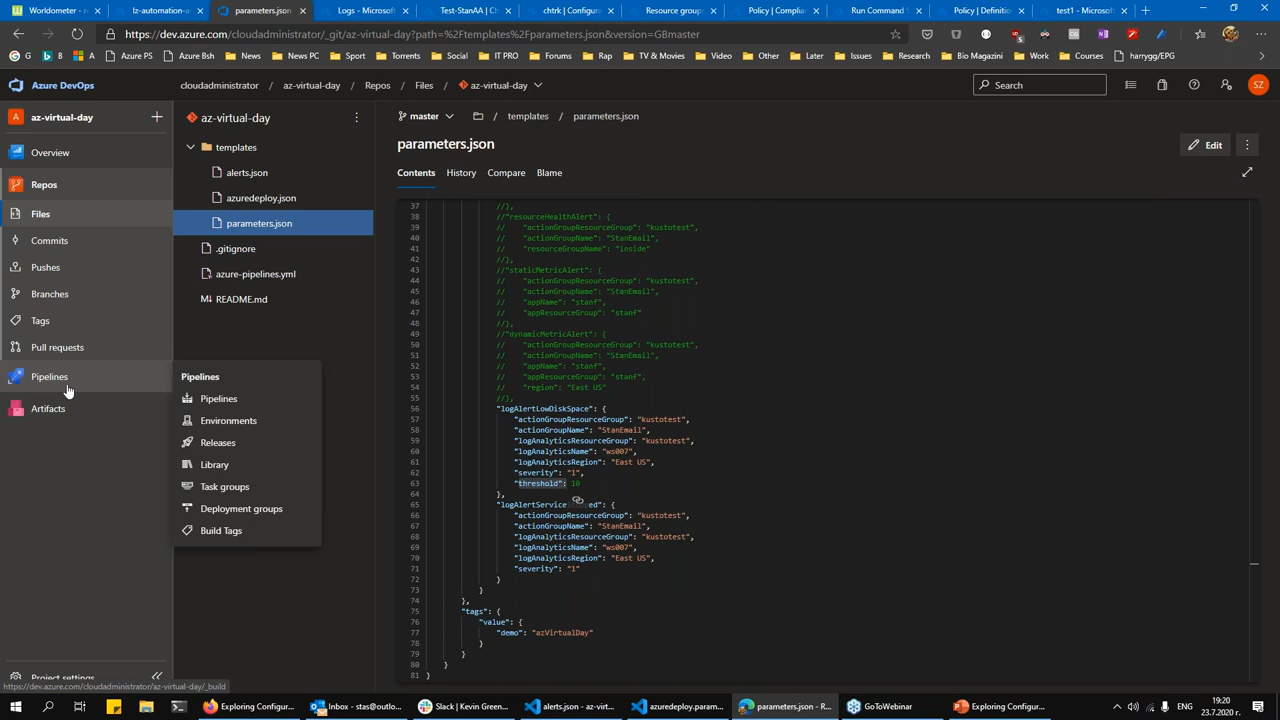 Worldometer - re
lz-automation-a
parameters.json
Logs - Microsoft
Test-StanAA - M
chtrk | Configure
Resource groups
Policy | Complian
Run Command S
Policy | Definition
test1 - Microsoft
https://dev.azure.com/cloudadministrator/_git/az-virtual-day?path=%2Ftemplates%2Fparameters.json&version=GBmaster
G
B
A
Azure PS
Azure Bsh
News
News PC
Sport
Torrents
Social
IT PRO
Forums
Rap
TV & Movies
Video
Other
Later
Issues
Research
Bio Magazini
Work
Courses
harrygg/EPG
Azure DevOps
cloudadministrator / az-virtual-day / Repos / Files / az-virtual-day
Search
SZ
A
az-virtual-day
Overview
Repos
Files
Commits
Pushes
Branches
Tags
Pull requests
Pipelines
Artifacts
Project settings
Pipelines
Pipelines
Environments
Releases
Library
Task groups
Deployment groups
Build Tags
https://dev.azure.com/cloudadministrator/az-virtual-day/_build
az-virtual-day
templates
alerts.json
azuredeploy.json
parameters.json
.gitignore
azure-pipelines.yml
README.md
master / templates / parameters.json
parameters.json
Edit
Contents
History
Compare
Blame
37 //},
38 //"resourceHealthAlert": {
39 // "actionGroupResourceGroup": "kustotest",
40 // "actionGroupName": "StanEmail",
41 // "resourceGroupName": "inside"
42 //},
43 //"staticMetricAlert": {
44 // "actionGroupResourceGroup": "kustotest",
45 // "actionGroupName": "StanEmail",
46 // "appName": "stanf",
47 // "appResourceGroup": "stanf"
48 //},
49 //"dynamicMetricAlert": {
50 // "actionGroupResourceGroup": "kustotest",
51 // "actionGroupName": "StanEmail",
52 // "appName": "stanf",
53 // "appResourceGroup": "stanf",
54 // "region": "East US"
55 //},
56 "logAlertLowDiskSpace": {
57 "actionGroupResourceGroup": "kustotest",
58 "actionGroupName": "StanEmail",
59 "logAnalyticsResourceGroup": "kustotest",
60 "logAnalyticsName": "ws007",
61 "logAnalyticsRegion": "East US",
62 "severity": "1",
63 "threshold": 10
64 },
65 "logAlertServiceStopped": {
66 "actionGroupResourceGroup": "kustotest",
67 "actionGroupName": "StanEmail",
68 "logAnalyticsResourceGroup": "kustotest",
69 "logAnalyticsName": "ws007",
70 "logAnalyticsRegion": "East US",
71 "severity": "1"
72 }
73 }
74 },
75 "tags": {
76 "value": {
77 "demo": "azVirtualDay"
78 }
79 }
80 }
81 }
Exploring Configur...
Inbox - stas@outlo...
Slack | Kevin Green...
alerts.json - az-virt...
azuredeploy.param...
parameters.json - R...
GoToWebinar
Exploring Configur...
ENG
19:20
23.7.2020 г.